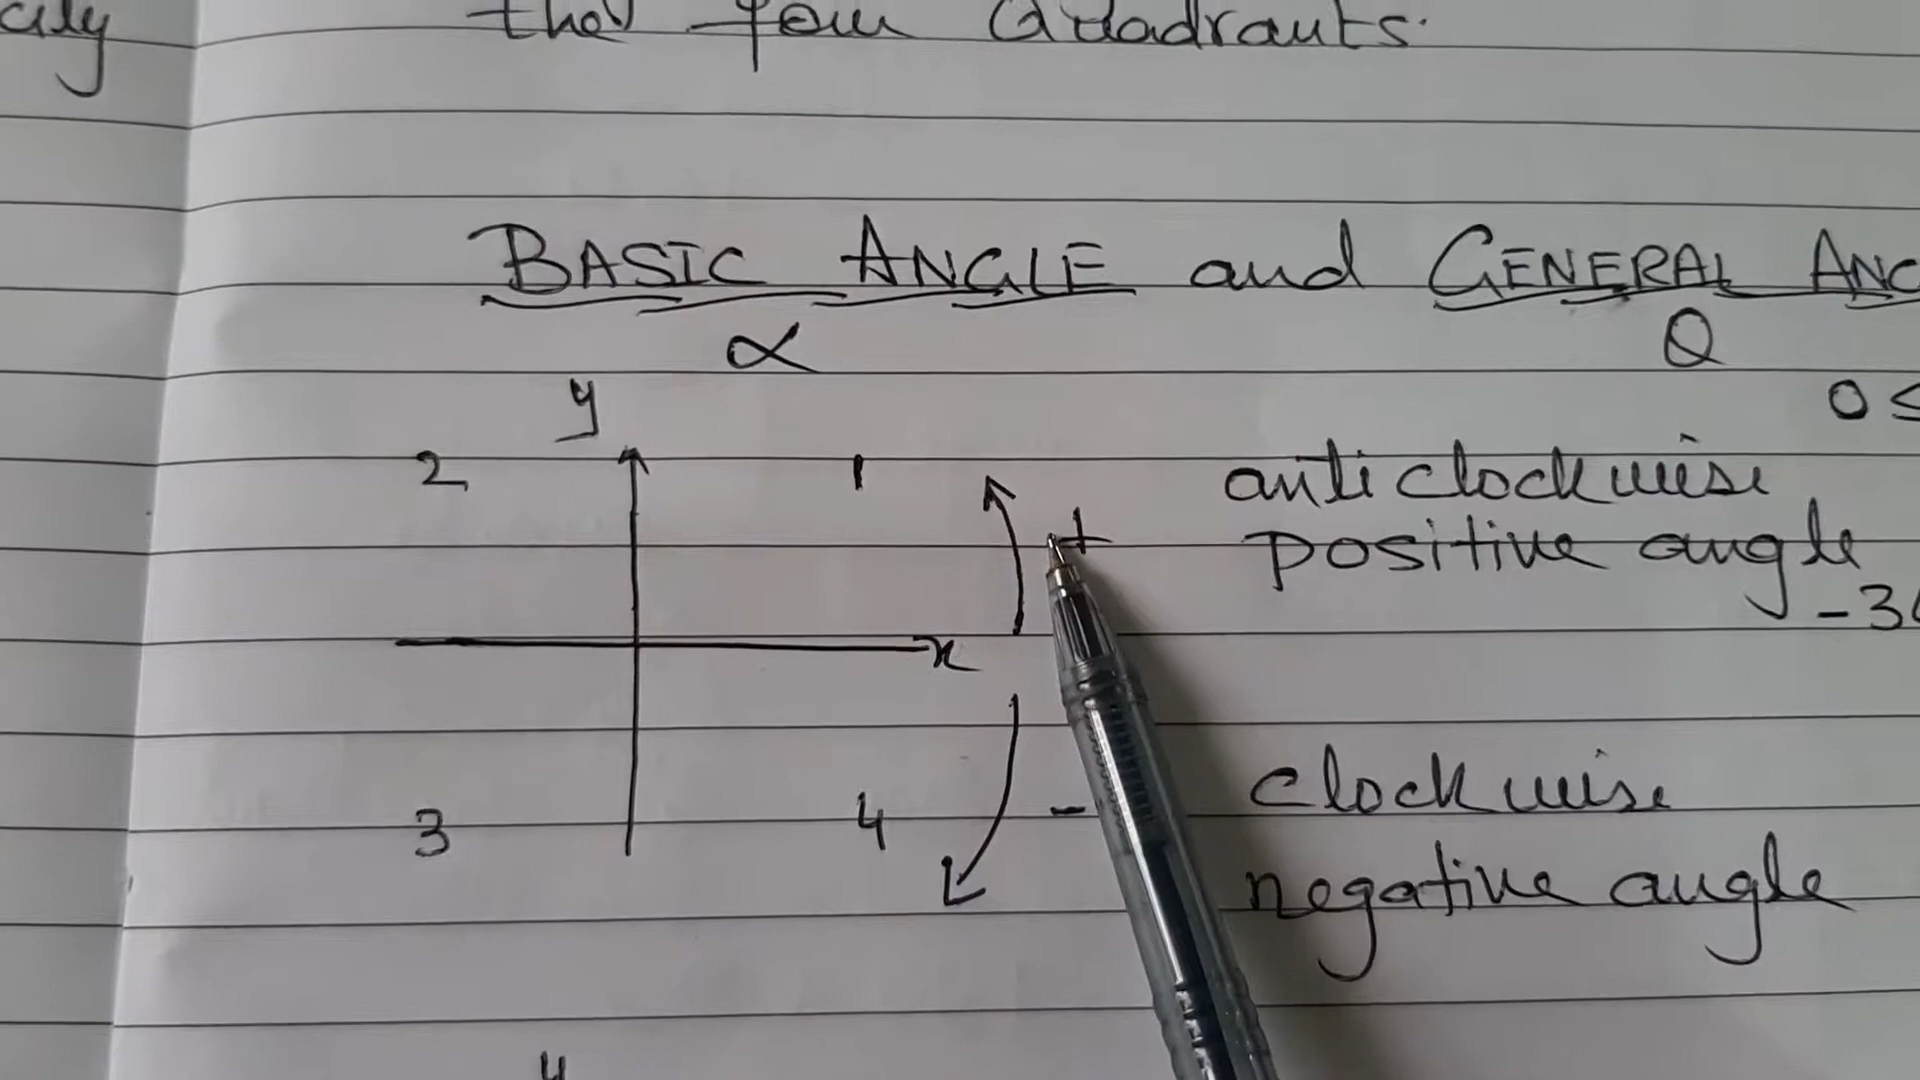 the four Quadrants.
BASIC ANGLE and GENERAL ANG
α Q
y 0 ≤
2 1 anticlockwise
+ positive angle
-36
x
3 4 - clockwise
negative angle
y